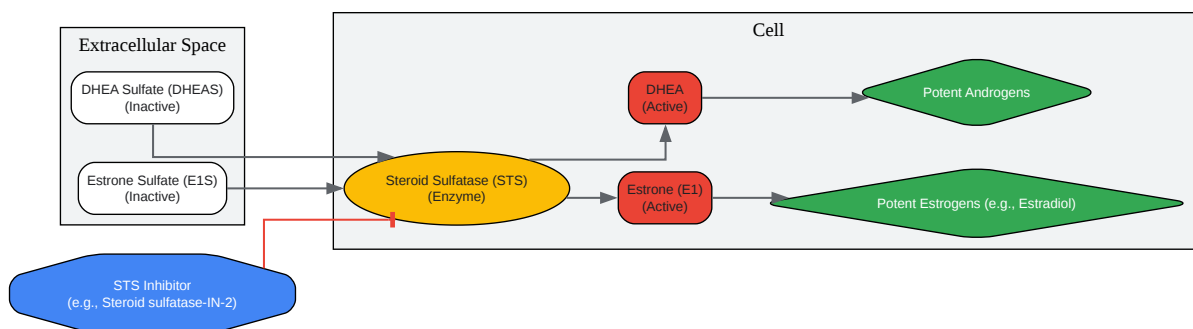 Extracellular Space
DHEA Sulfate (DHEAS)
(Inactive)
Estrone Sulfate (E1S)
(Inactive)
STS Inhibitor
(e.g., Steroid sulfatase-IN-2)
Cell
Steroid Sulfatase (STS)
(Enzyme)
DHEA
(Active)
Estrone (E1)
(Active)
Potent Androgens
Potent Estrogens (e.g., Estradiol)